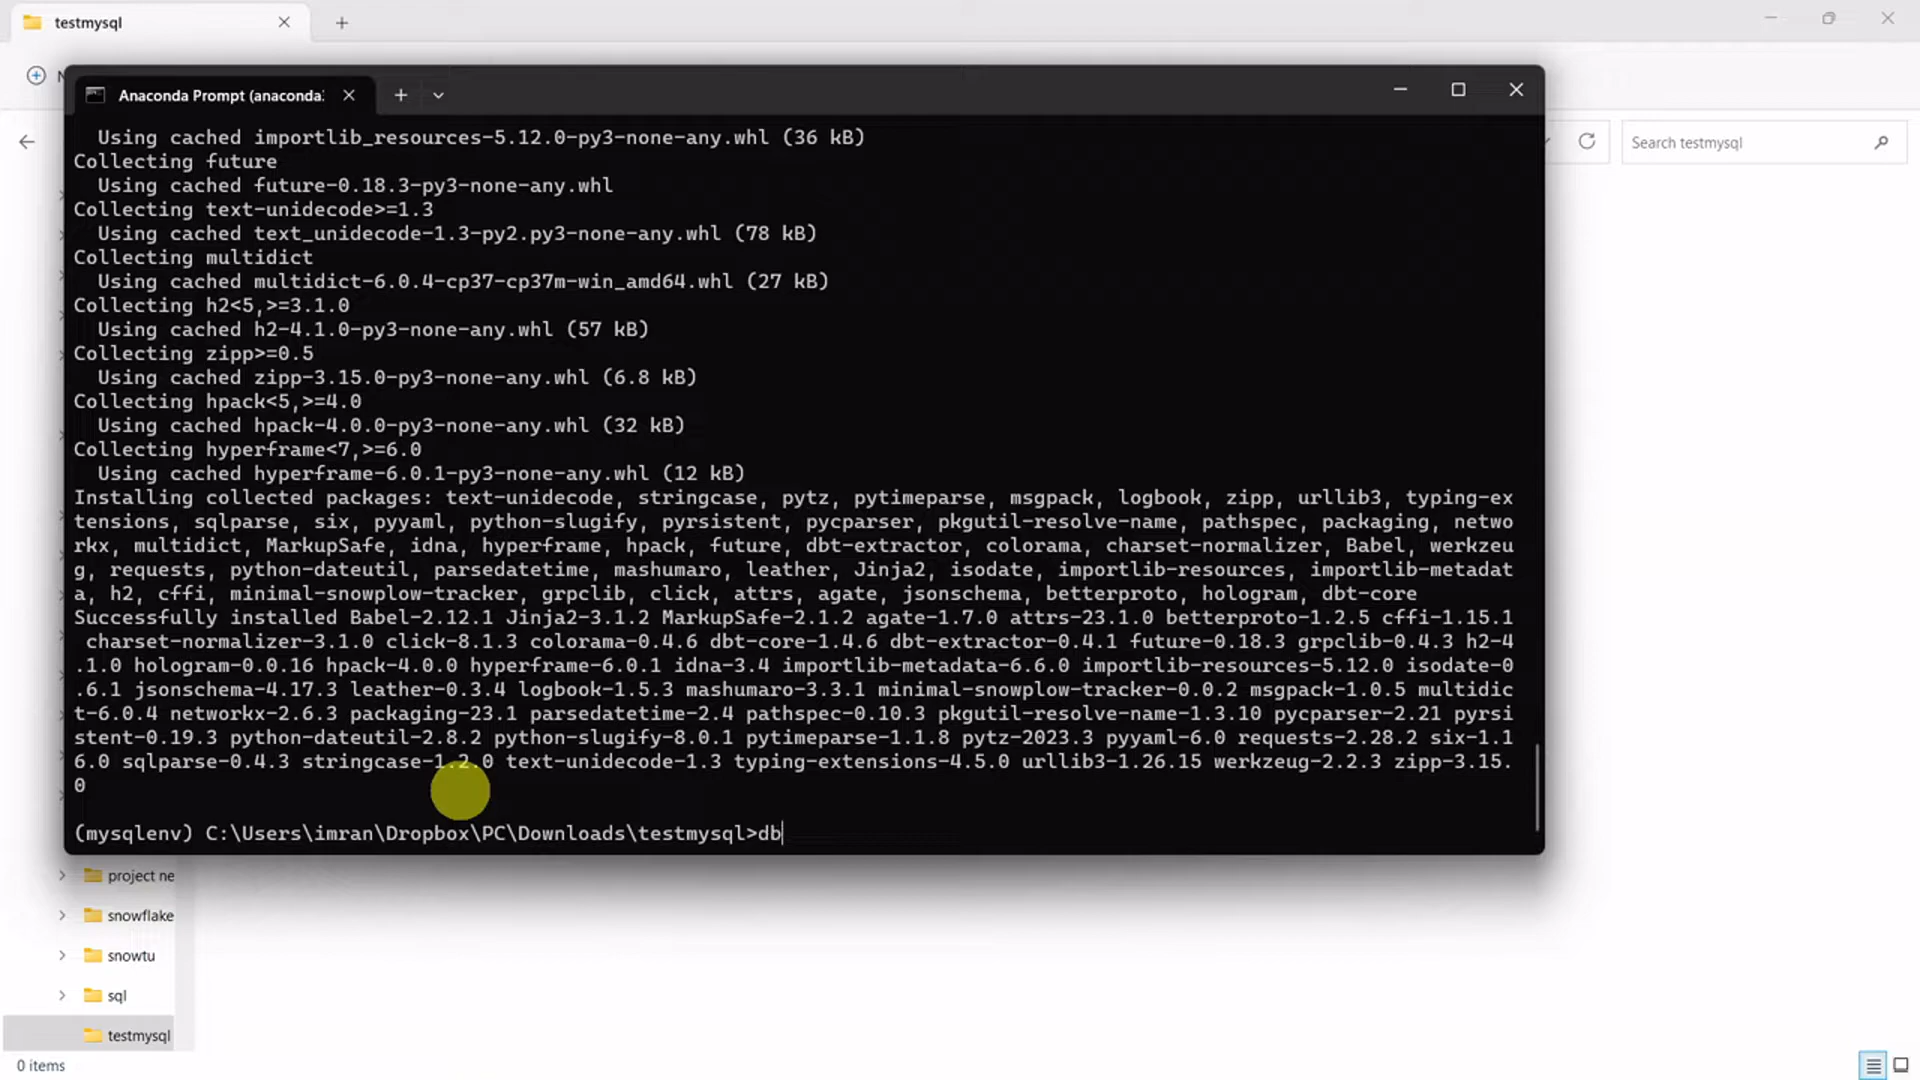 testmysql
N
Anaconda Prompt (anaconda
Search testmysql
Using cached importlib_resources-5.12.0-py3-none-any.whl (36 kB)
Collecting future
Using cached future-0.18.3-py3-none-any.whl
Collecting text-unidecode>=1.3
Using cached text_unidecode-1.3-py2.py3-none-any.whl (78 kB)
Collecting multidict
Using cached multidict-6.0.4-cp37-cp37m-win_amd64.whl (27 kB)
Collecting h2<5,>=3.1.0
Using cached h2-4.1.0-py3-none-any.whl (57 kB)
Collecting zipp>=0.5
Using cached zipp-3.15.0-py3-none-any.whl (6.8 kB)
Collecting hpack<5,>=4.0
Using cached hpack-4.0.0-py3-none-any.whl (32 kB)
Collecting hyperframe<7,>=6.0
Using cached hyperframe-6.0.1-py3-none-any.whl (12 kB)
Installing collected packages: text-unidecode, stringcase, pytz, pytimeparse, msgpack, logbook, zipp, urllib3, typing-ex
tensions, sqlparse, six, pyyaml, python-slugify, pyrsistent, pycparser, pkgutil-resolve-name, pathspec, packaging, netwo
rkx, multidict, MarkupSafe, idna, hyperframe, hpack, future, dbt-extractor, colorama, charset-normalizer, Babel, werkzeu
g, requests, python-dateutil, parsedatetime, mashumaro, leather, Jinja2, isodate, importlib-resources, importlib-metadat
a, h2, cffi, minimal-snowplow-tracker, grpclib, click, attrs, agate, jsonschema, betterproto, hologram, dbt-core
Successfully installed Babel-2.12.1 Jinja2-3.1.2 MarkupSafe-2.1.2 agate-1.7.0 attrs-23.1.0 betterproto-1.2.5 cffi-1.15.1
charset-normalizer-3.1.0 click-8.1.3 colorama-0.4.6 dbt-core-1.4.6 dbt-extractor-0.4.1 future-0.18.3 grpclib-0.4.3 h2-4
.1.0 hologram-0.0.16 hpack-4.0.0 hyperframe-6.0.1 idna-3.4 importlib-metadata-6.6.0 importlib-resources-5.12.0 isodate-0
.6.1 jsonschema-4.17.3 leather-0.3.4 logbook-1.5.3 mashumaro-3.3.1 minimal-snowplow-tracker-0.0.2 msgpack-1.0.5 multidic
t-6.0.4 networkx-2.6.3 packaging-23.1 parsedatetime-2.4 pathspec-0.10.3 pkgutil-resolve-name-1.3.10 pycparser-2.21 pyrsi
stent-0.19.3 python-dateutil-2.8.2 python-slugify-8.0.1 pytimeparse-1.1.8 pytz-2023.3 pyyaml-6.0 requests-2.28.2 six-1.1
6.0 sqlparse-0.4.3 stringcase-1.2.0 text-unidecode-1.3 typing-extensions-4.5.0 urllib3-1.26.15 werkzeug-2.2.3 zipp-3.15.
0
(mysqlenv) C:\Users\imran\Dropbox\PC\Downloads\testmysql>db
project ne
snowflake
snowtu
sql
testmysql
0 items